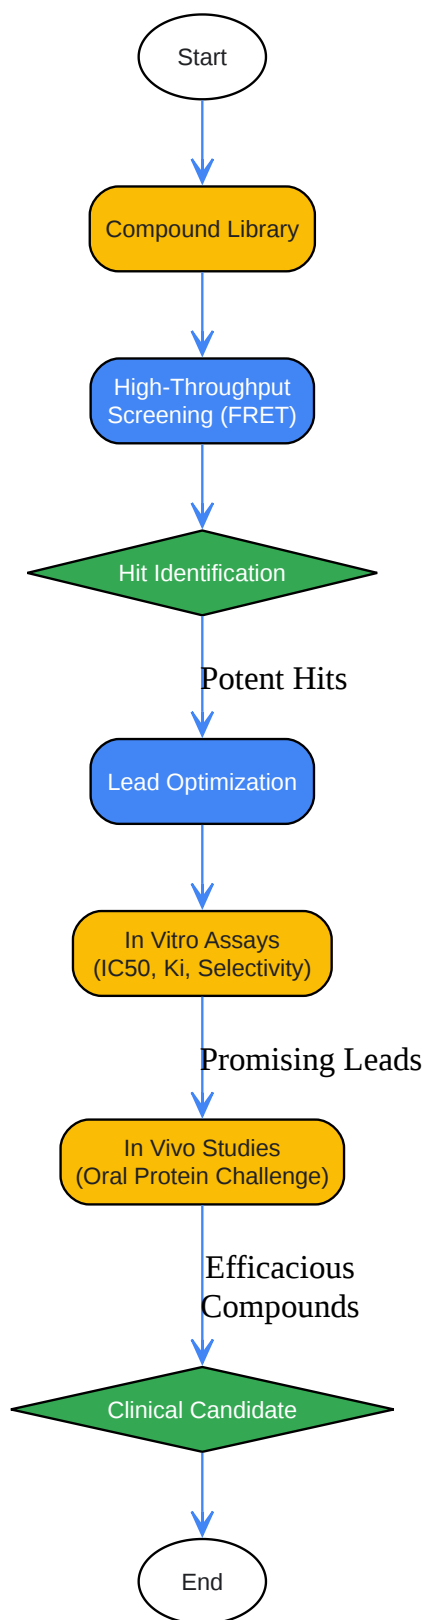 Start
Compound Library
High-Throughput
Screening (FRET)
Hit Identification
Potent Hits
Lead Optimization
In Vitro Assays
(IC50, Ki, Selectivity)
Promising Leads
In Vivo Studies
(Oral Protein Challenge)
Efficacious
Compounds
Clinical Candidate
End